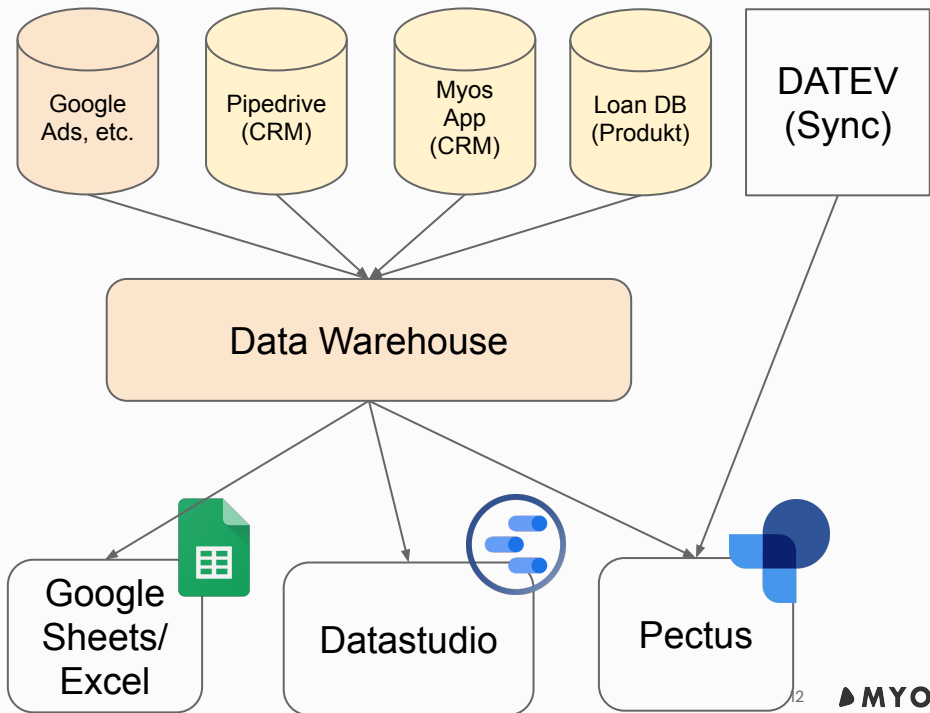 Google
Ads, etc.
Pipedrive
(CRM)
Myos
App
(CRM)
Loan DB
(Produkt)
DATEV
(Sync)
Data Warehouse
Google
Sheets/
Excel
Datastudio
Pectus
12
MYO